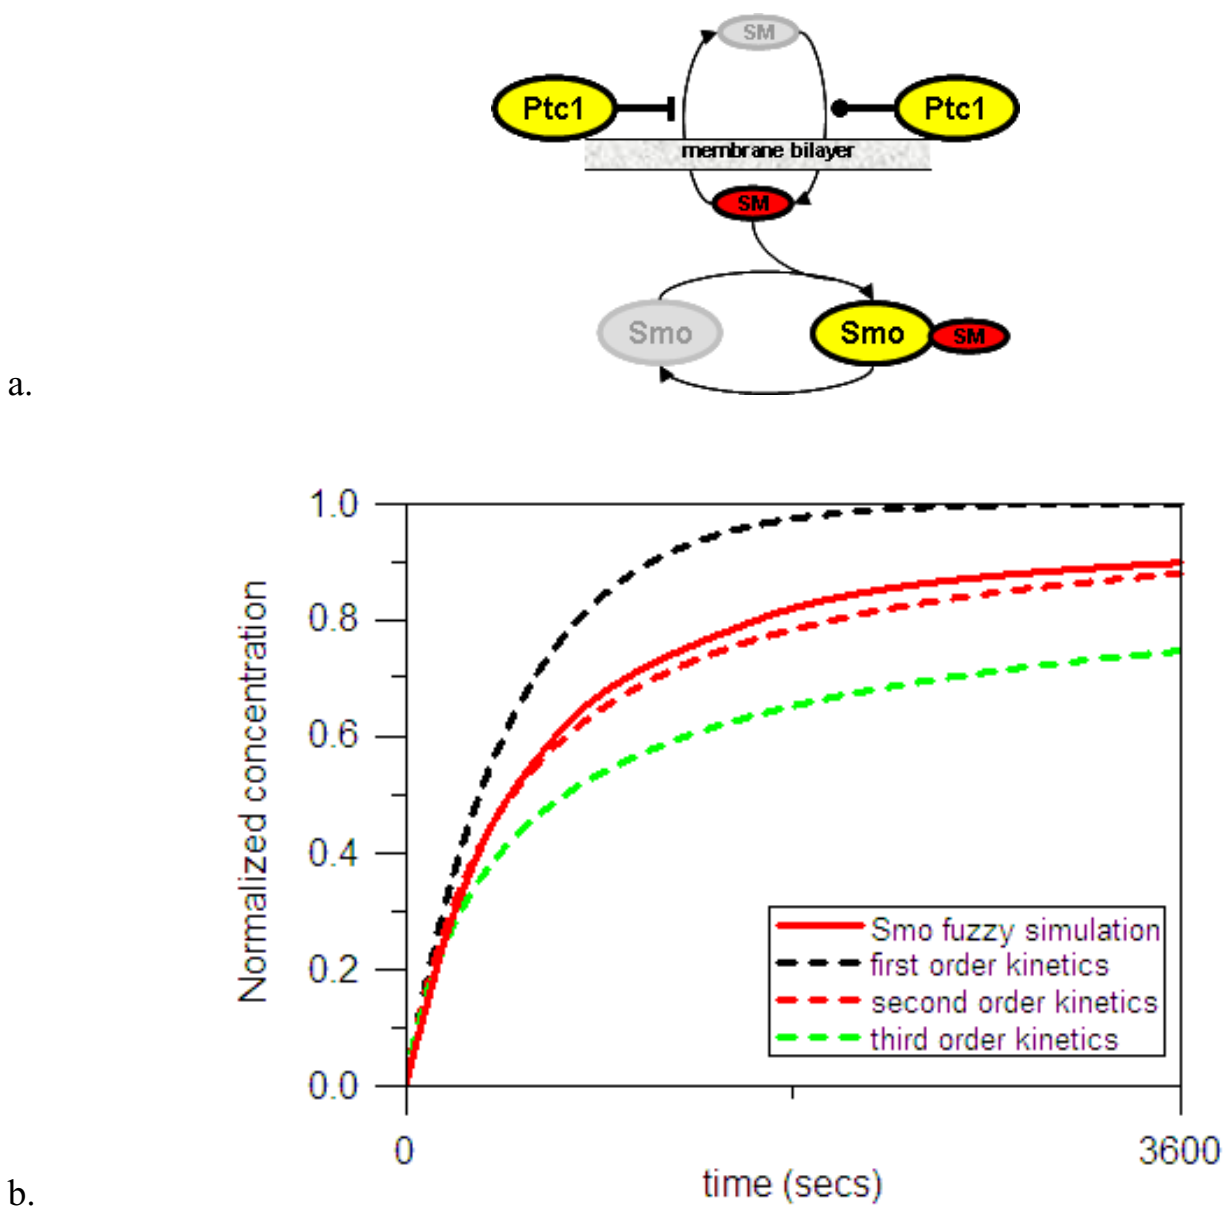 SM
Ptc1
Ptc1
membrane bilayer
SM
Smo
Smo
SM
a.
1.0
0.8
0.6
0.4
0.2
0.0
Normalized concentration
Smo fuzzy simulation
first order kinetics
second order kinetics
third order kinetics
0
3600
time (secs)
b.